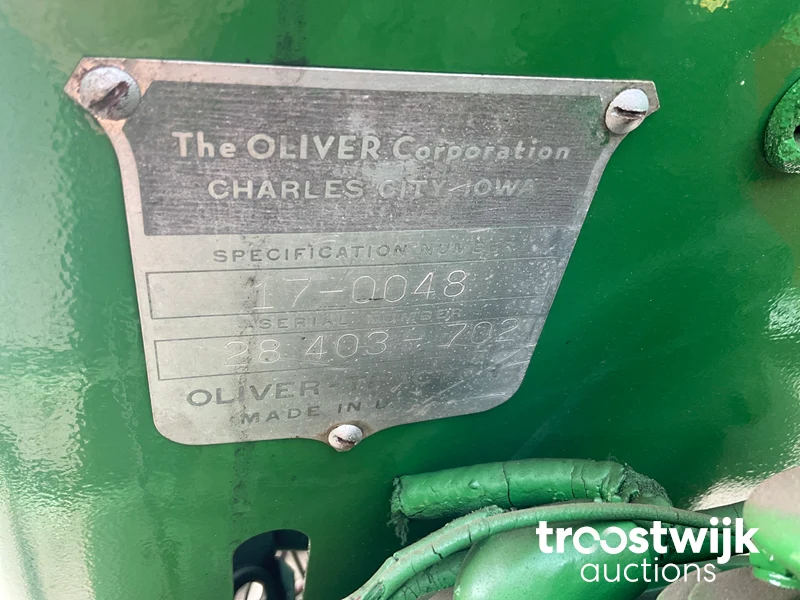 The OLIVER Corporation
CHARLES CITY-IOWA
SPECIFICATION NUMBER
17-0048
SERIAL NUMBER
28 403-702
OLIVER-
MADE IN
troostwijk
auctions